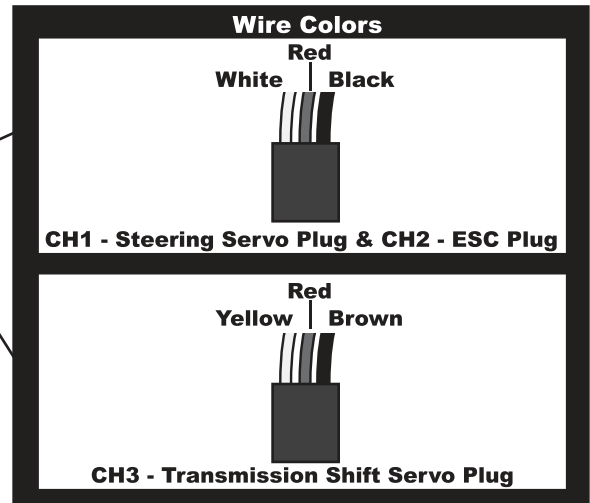 Wire Colors
Red
White Black
CH1 - Steering Servo Plug & CH2 - ESC Plug
Red
Yellow Brown
CH3 - Transmission Shift Servo Plug